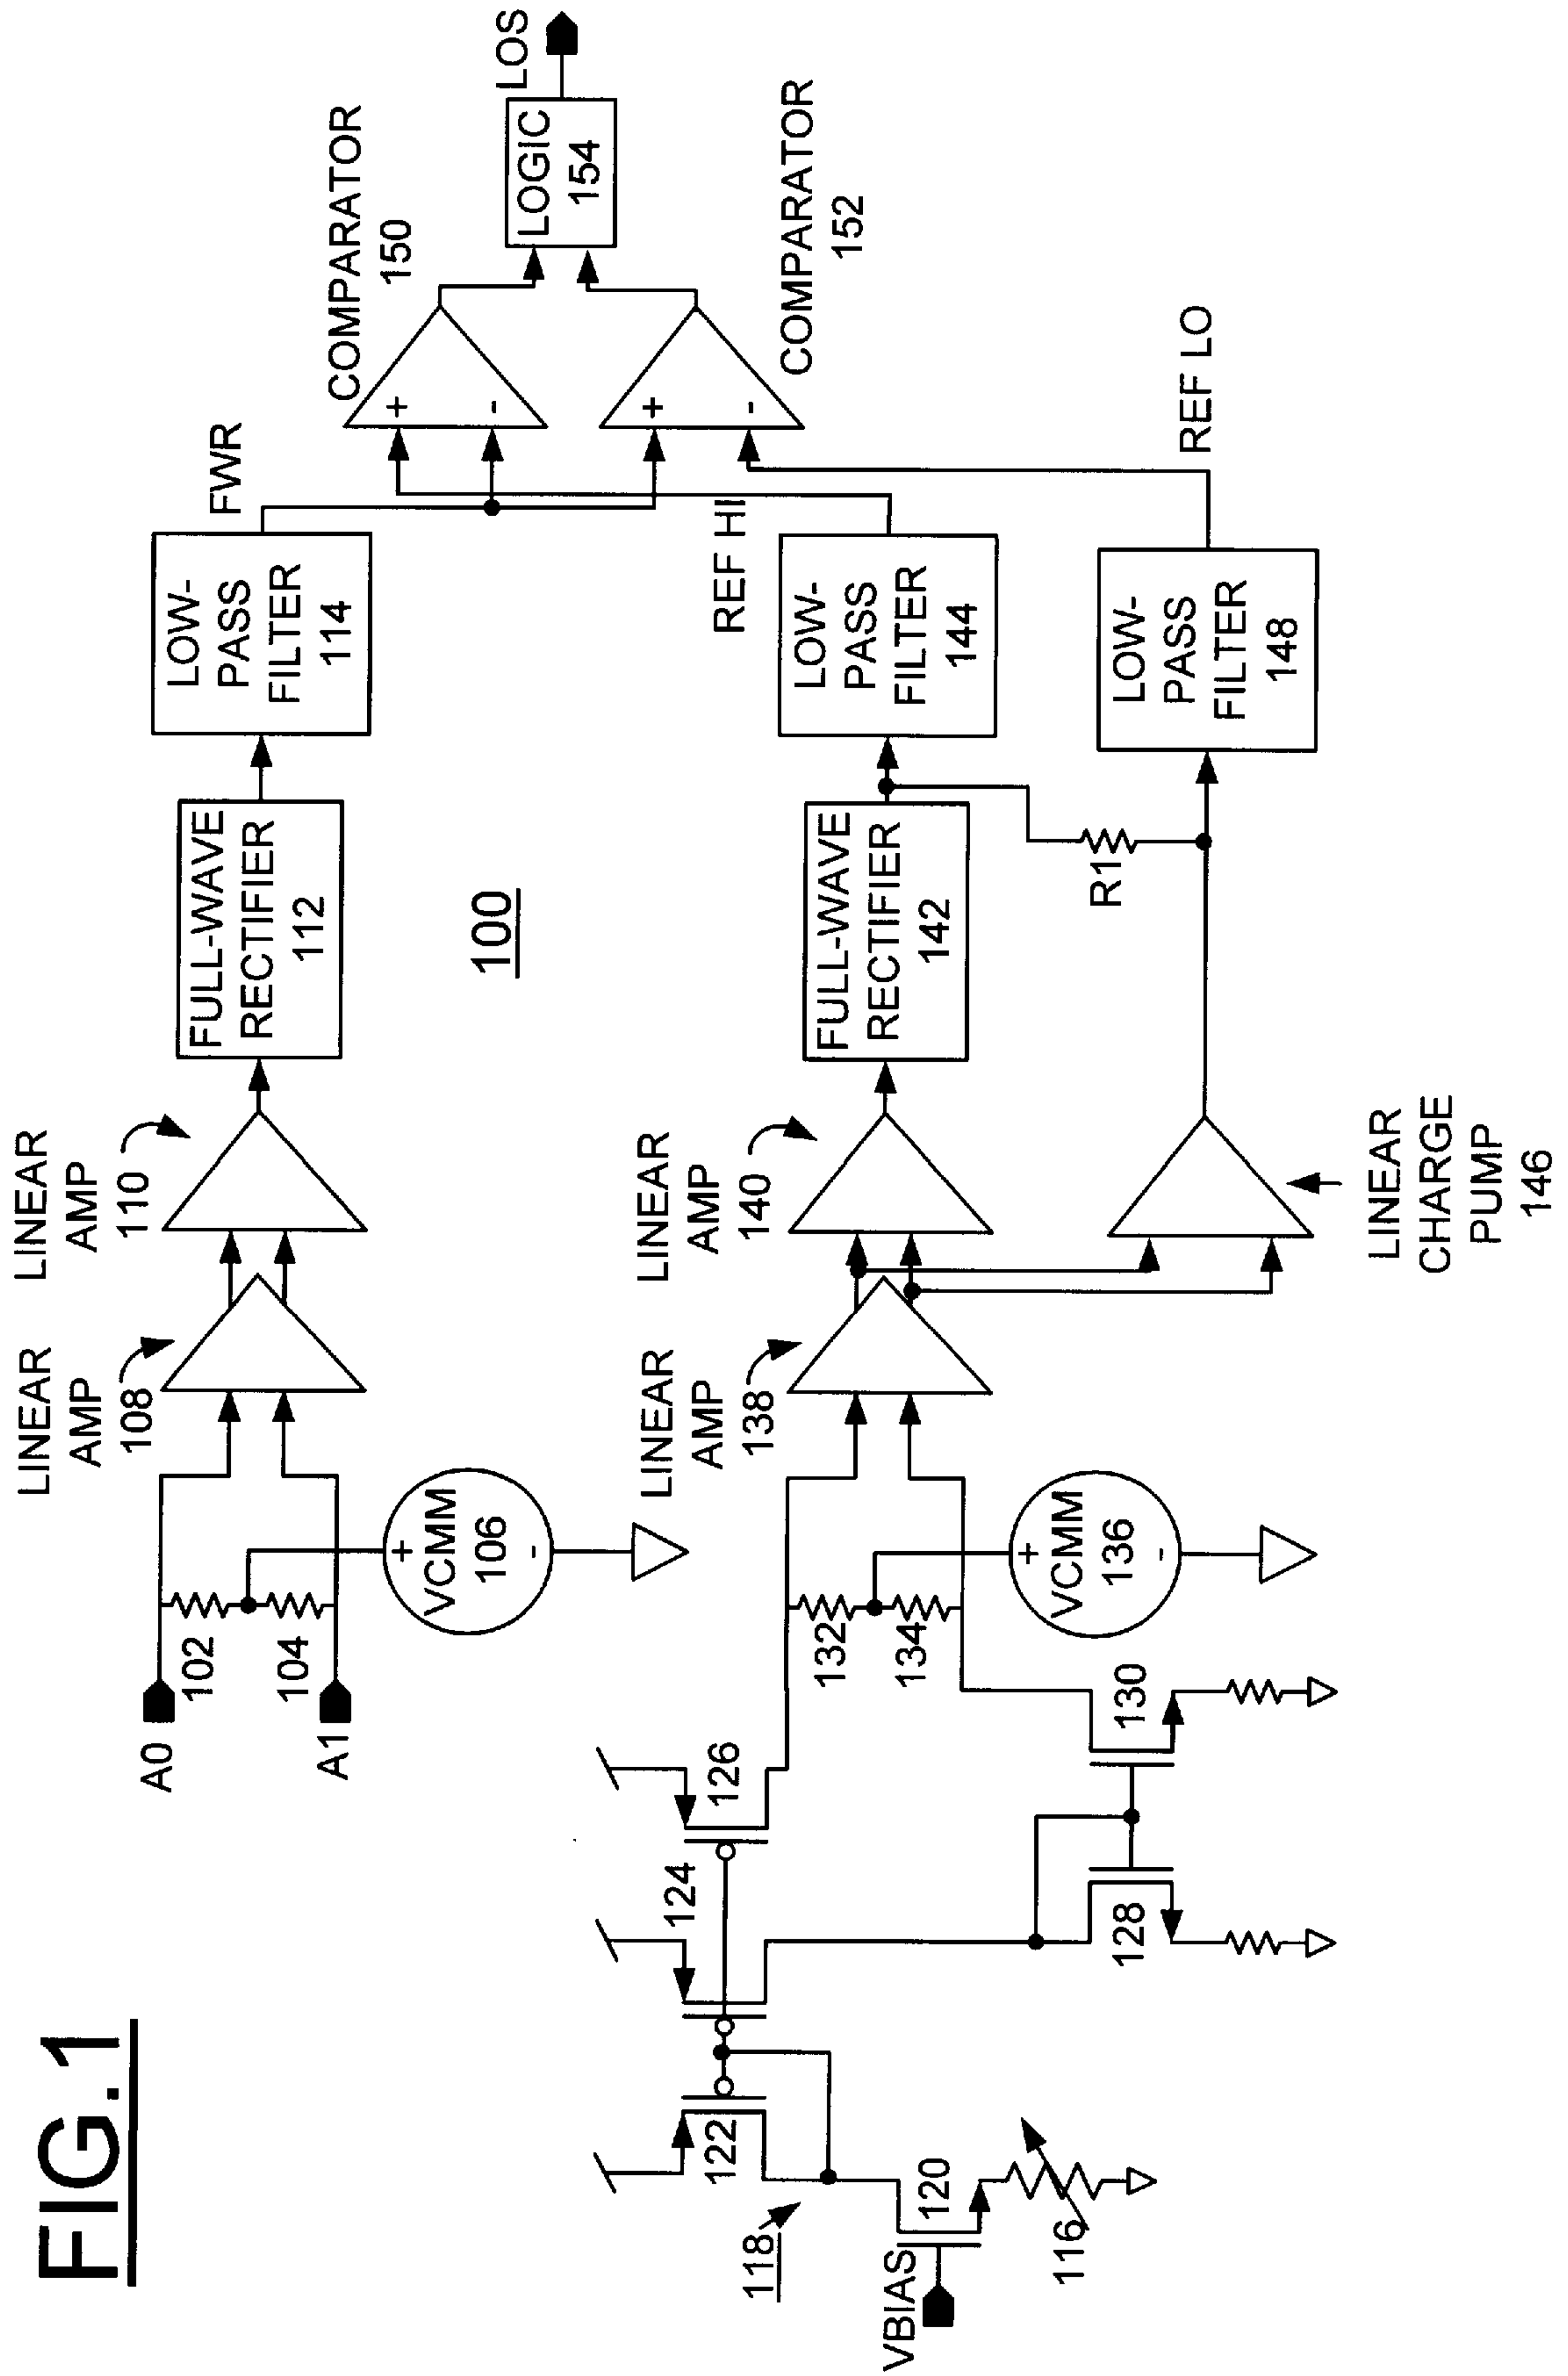 FIG.1
100
A0
A1
102
104
VCMM
106
+
-
LINEAR
AMP
108
LINEAR
AMP
110
FULL-WAVE
RECTIFIER
112
LOW-
PASS
FILTER
114
FWR
COMPARATOR
150
+
-
LOGIC
154
LOS
COMPARATOR
152
+
-
VBIAS
116
118
120
122
124
126
128
130
132
134
VCMM
136
+
-
LINEAR
AMP
138
LINEAR
AMP
140
FULL-WAVE
RECTIFIER
142
LOW-
PASS
FILTER
144
REF HI
R1
LINEAR
CHARGE
PUMP
146
LOW-
PASS
FILTER
148
REF LO